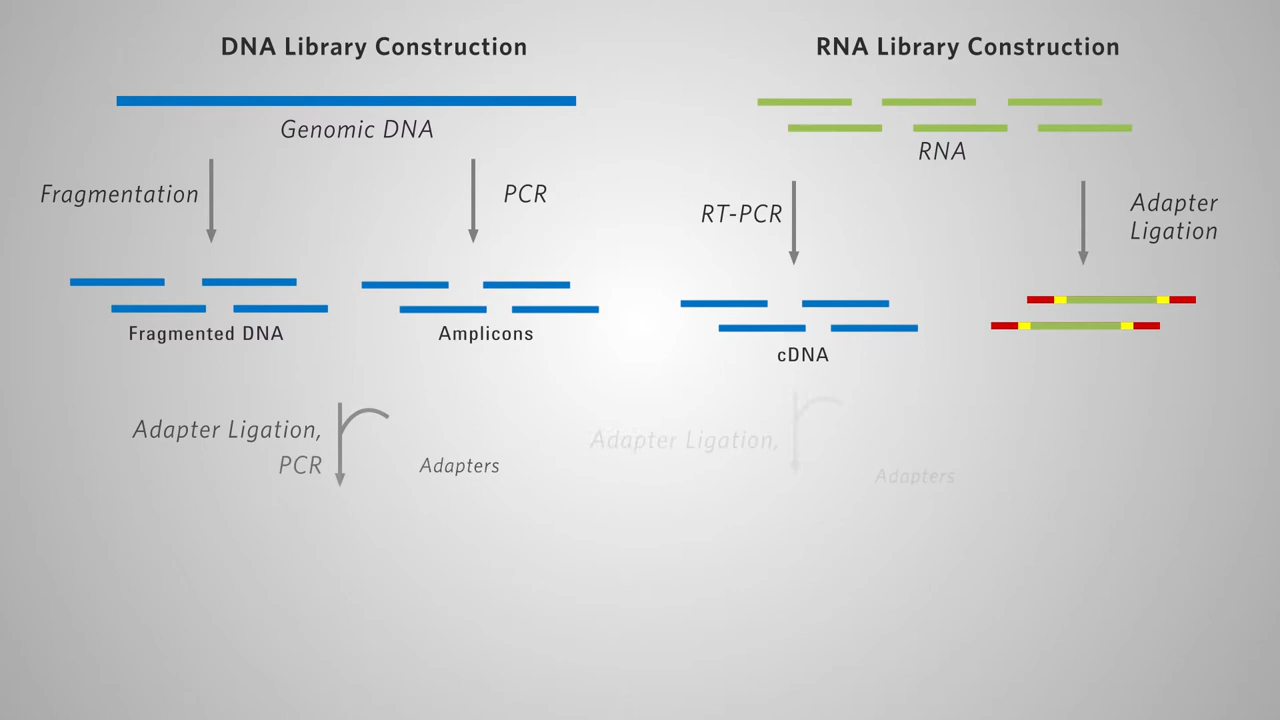 DNA Library Construction
Genomic DNA
Fragmentation
PCR
Fragmented DNA
Amplicons
Adapter Ligation,
PCR
Adapters
RNA Library Construction
RNA
RT-PCR
Adapter
Ligation
cDNA
Adapter Ligation,
Adapters